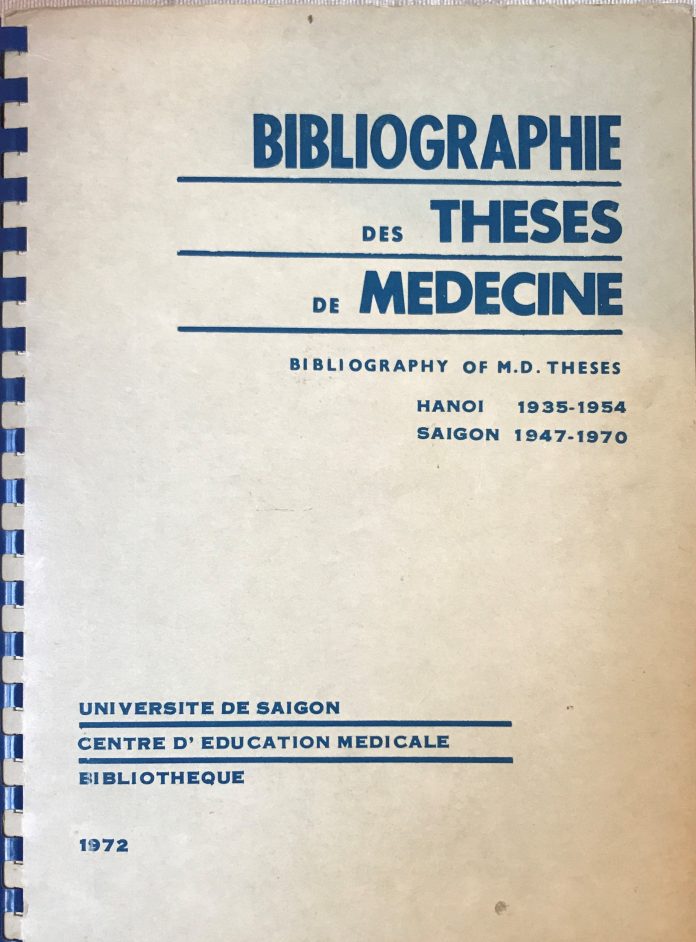 BIBLIOGRAPHIE
DES THESES
DE MEDECINE
BIBLIOGRAPHY OF M.D. THESES
HANOI 1935-1954
SAIGON 1947-1970
UNIVERSITE DE SAIGON
CENTRE D' EDUCATION MEDICALE
BIBLIOTHEQUE
1972